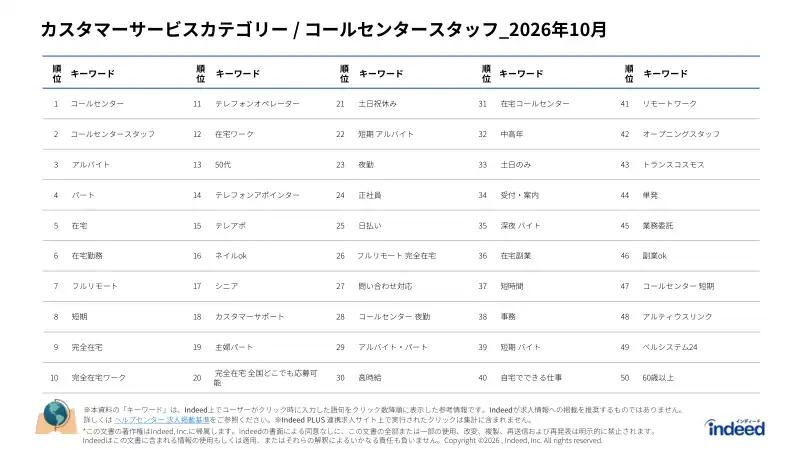 カスタマーサービスカテゴリー / コールセンタースタッフ_2026年10月
順位 キーワード 順位 キーワード 順位 キーワード 順位 キーワード 順位 キーワード
1 コールセンター 11 テレフォンオペレーター 21 土日祝休み 31 在宅コールセンター 41 リモートワーク
2 コールセンタースタッフ 12 在宅ワーク 22 短期 アルバイト 32 中高年 42 オープニングスタッフ
3 アルバイト 13 50代 23 夜勤 33 土日のみ 43 トランスコスモス
4 パート 14 テレフォンアポインター 24 正社員 34 受付・案内 44 単発
5 在宅 15 テレアポ 25 日払い 35 深夜 バイト 45 業務委託
6 在宅勤務 16 ネイルok 26 フルリモート 完全在宅 36 在宅副業 46 副業ok
7 フルリモート 17 シニア 27 問い合わせ対応 37 短時間 47 コールセンター 短期
8 短期 18 カスタマーサポート 28 コールセンター 夜勤 38 事務 48 アルティウスリンク
9 完全在宅 19 主婦パート 29 アルバイト・パート 39 短期 バイト 49 ベルシステム24
10 完全在宅ワーク 20 完全在宅 全国どこでも応募可能 30 高時給 40 自宅でできる仕事 50 60歳以上
※本資料の「キーワード」は、Indeed上でユーザーがクリック時に入力した語句をクリック数降順に表示した参考情報です。Indeedが求人情報への掲載を推奨するものではありません。
詳しくは ヘルプセンター 求人掲載基準をご参照ください。※Indeed PLUS 連携求人サイト上で実行されたクリックは集計に含まれません。
*この文書の著作権はIndeed, Inc.に帰属します。Indeedの書面による同意なしに、この文書の全部または一部の使用、改変、複製、再送信および再発表は明示的に禁止されます。
Indeedはこの文書に含まれる情報の使用もしくは適用、またはそれらの解釈によるいかなる責任も負いません。Copyright ©2026 , Indeed, Inc. All rights reserved.
インディード
indeed